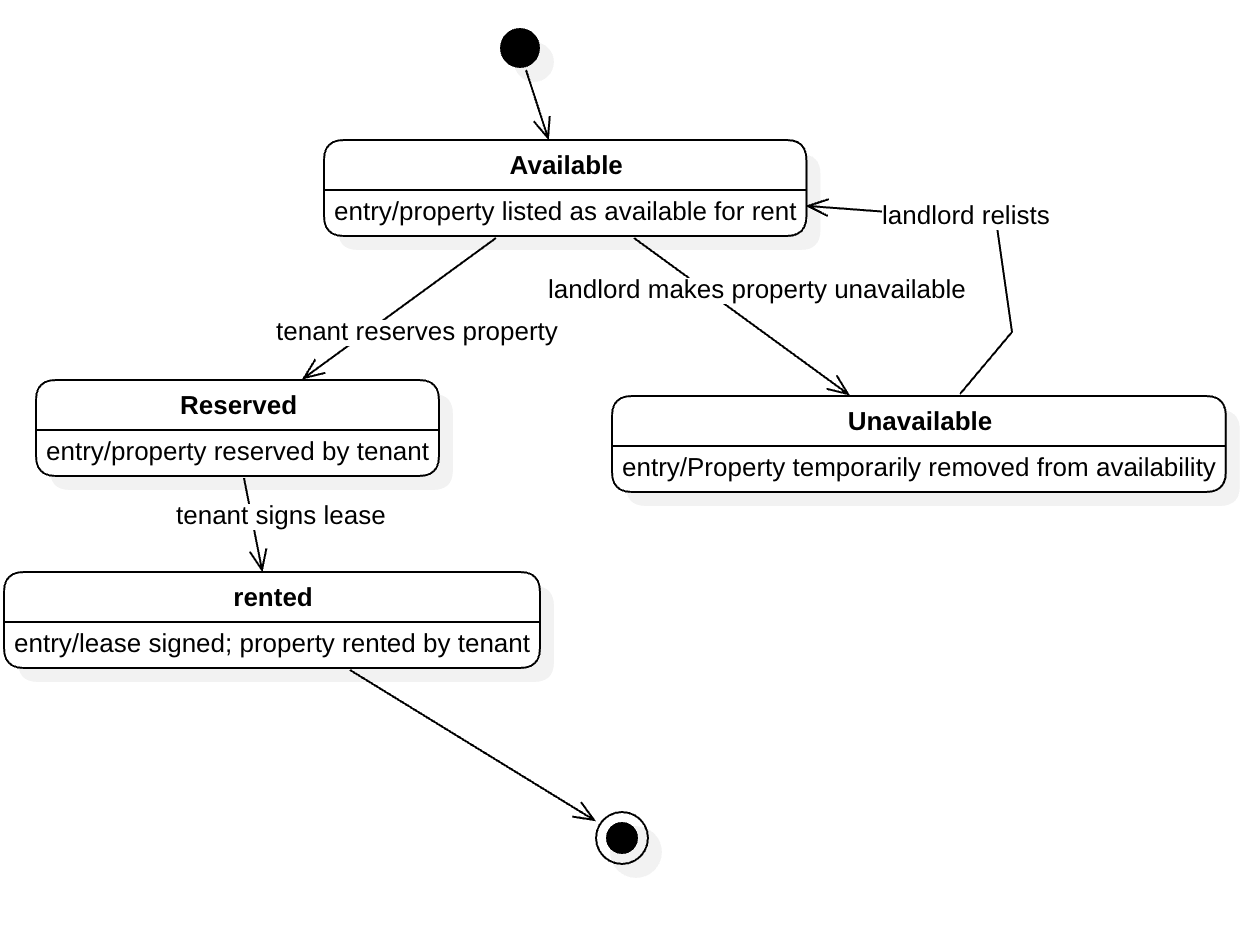 Available
entry/property listed as available for rent
landlord relists
landlord makes property unavailable
tenant reserves property
Reserved
entry/property reserved by tenant
Unavailable
entry/Property temporarily removed from availability
tenant signs lease
rented
entry/lease signed; property rented by tenant